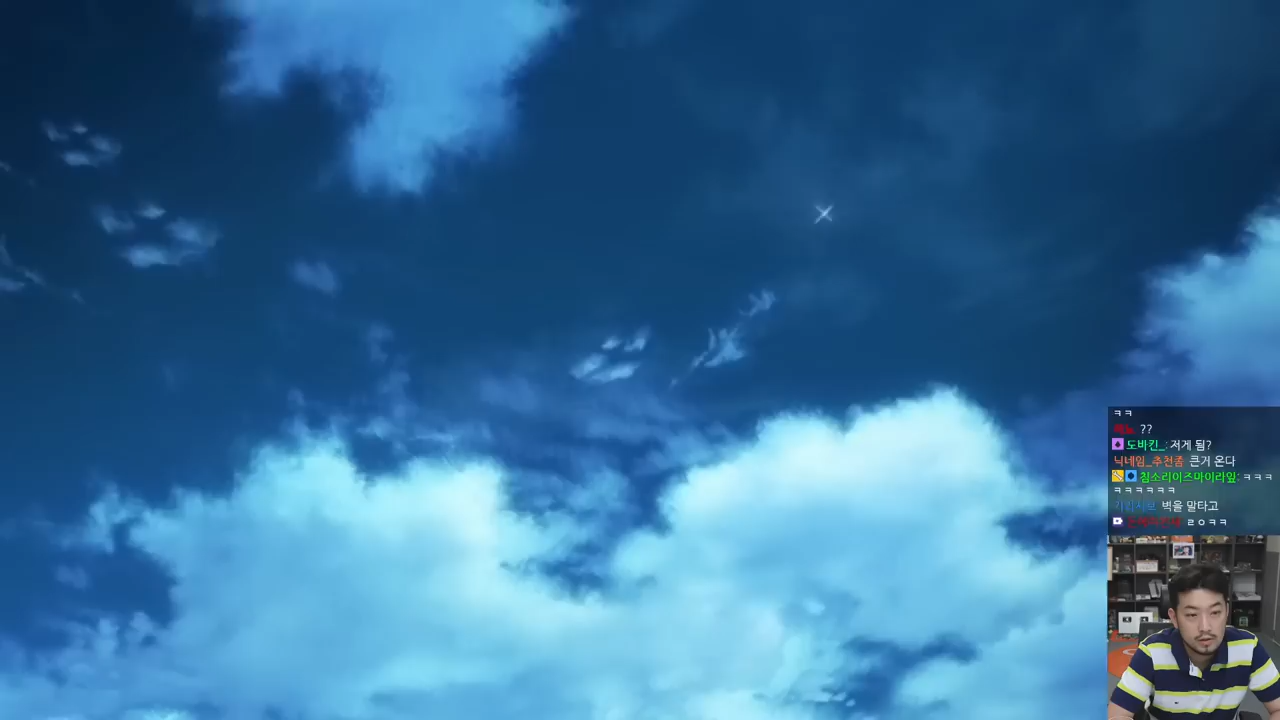 ㅋㅋ
??
도바킨_: 저게 됨?
닉네임_추천좀 큰거 온다
침소리이즈마이라잎: ㅋㅋㅋ
ㅋㅋㅋㅋㅋㅋ
벽을 말타고
ㄹㅇㅋㅋ